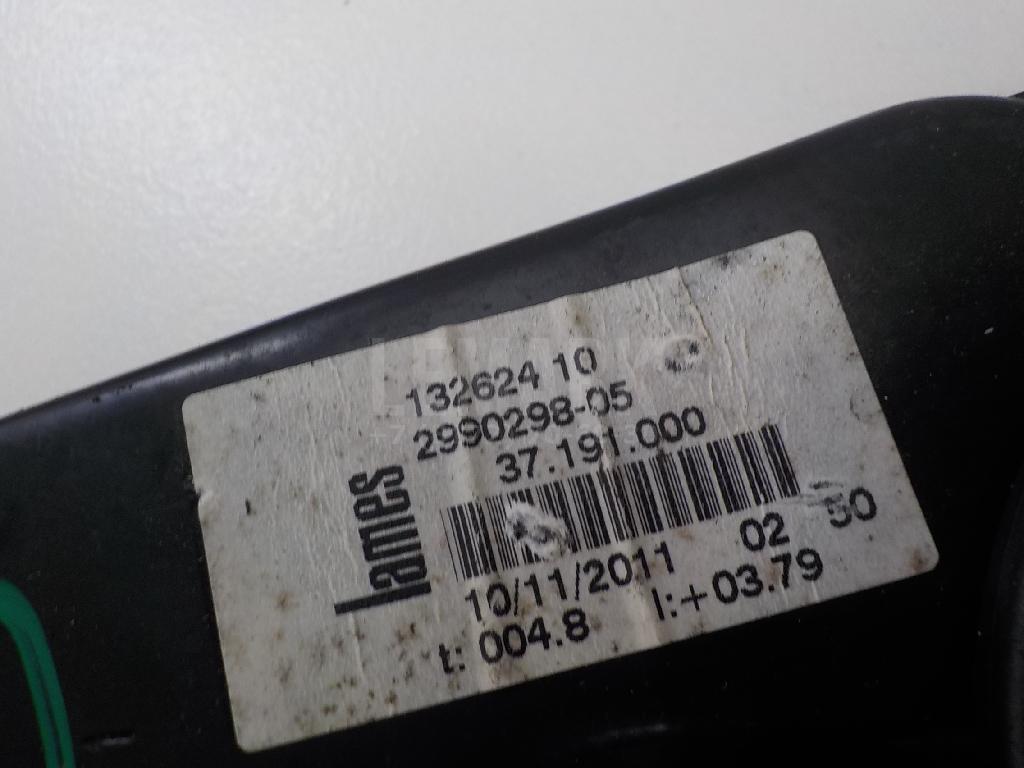 132624 10
2990298-05
37.191.000
lames
10/11/2011 02 50
t: 004.8 I:+03.79